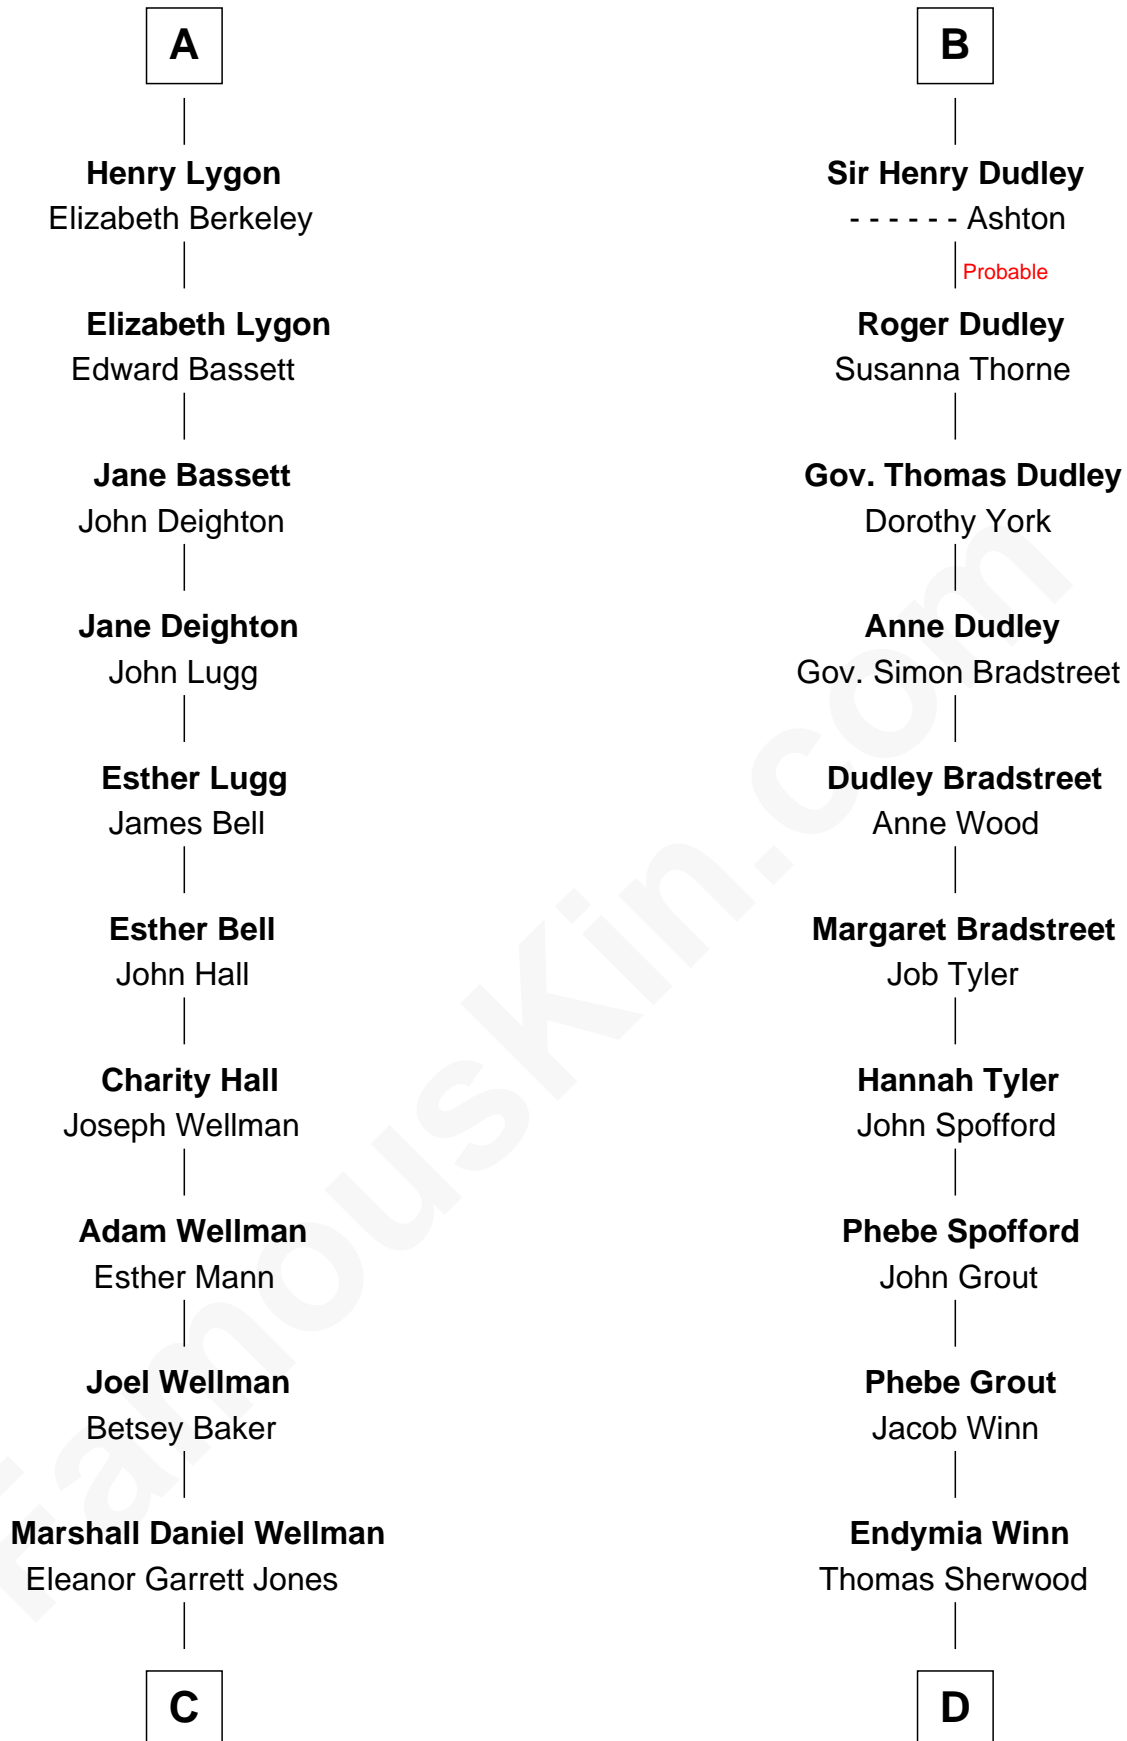 A
Henry Lygon
Elizabeth Berkeley
Elizabeth Lygon
Edward Bassett
Jane Bassett
John Deighton
Jane Deighton
John Lugg
Esther Lugg
James Bell
Esther Bell
John Hall
Charity Hall
Joseph Wellman
Adam Wellman
Esther Mann
Joel Wellman
Betsey Baker
Marshall Daniel Wellman
Eleanor Garrett Jones
C
B
Sir Henry Dudley
- - - - - - Ashton
Probable
Roger Dudley
Susanna Thorne
Gov. Thomas Dudley
Dorothy York
Anne Dudley
Gov. Simon Bradstreet
Dudley Bradstreet
Anne Wood
Margaret Bradstreet
Job Tyler
Hannah Tyler
John Spofford
Phebe Spofford
John Grout
Phebe Grout
Jacob Winn
Endymia Winn
Thomas Sherwood
D
FamousKin.com